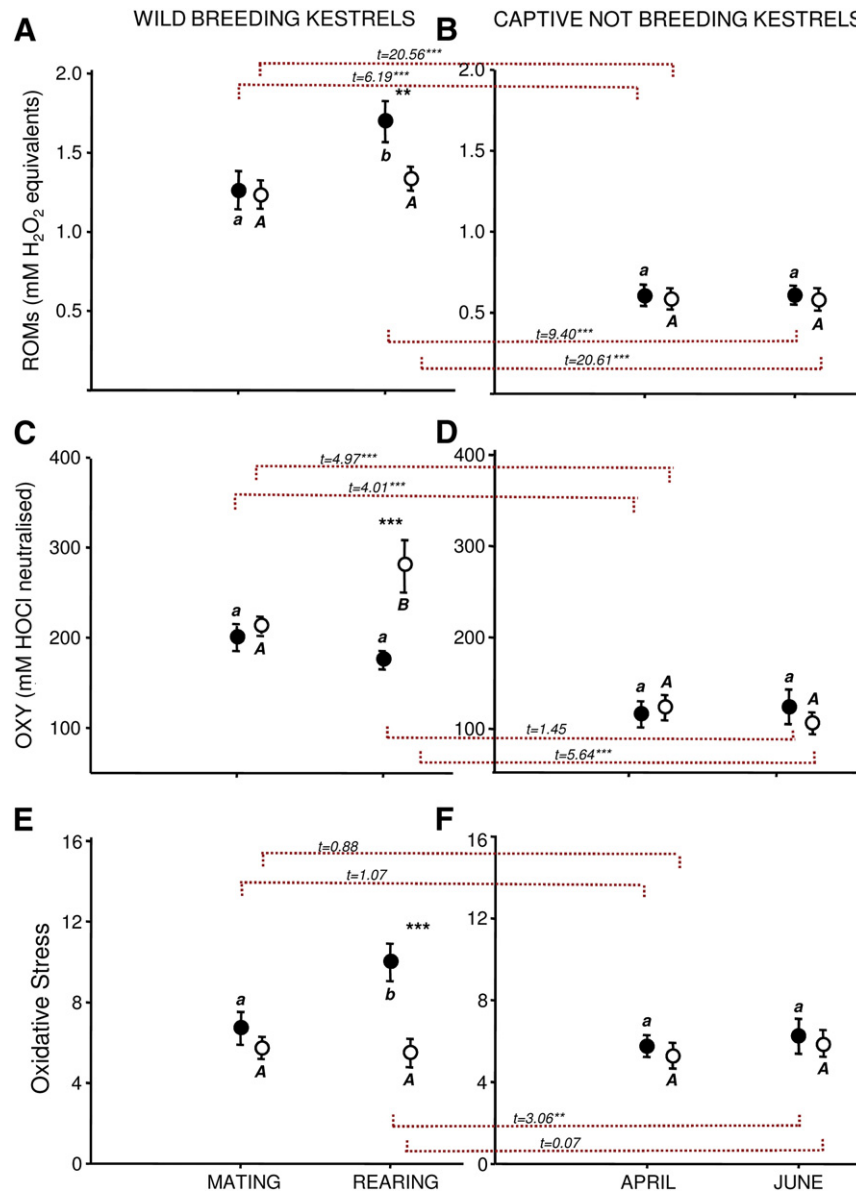 WILD BREEDING KESTRELS
CAPTIVE NOT BREEDING KESTRELS
A
B
t=20.56***
t=6.19***
2.0
1.5
1.0
0.5
ROMs (mM H₂O₂ equivalents)
**
b
A
a
A
2.0
1.5
1.0
0.5
a
A
a
A
t=9.40***
t=20.61***
C
D
t=4.97***
t=4.01***
400
300
200
100
OXY (mM HOCl neutralised)
***
B
a
A
a
400
300
200
100
a
A
a
A
t=1.45
t=5.64***
E
F
t=0.88
t=1.07
16
12
8
4
0
Oxidative Stress
***
b
a
A
A
16
12
8
4
0
a
A
a
A
t=3.06**
t=0.07
MATING
REARING
APRIL
JUNE